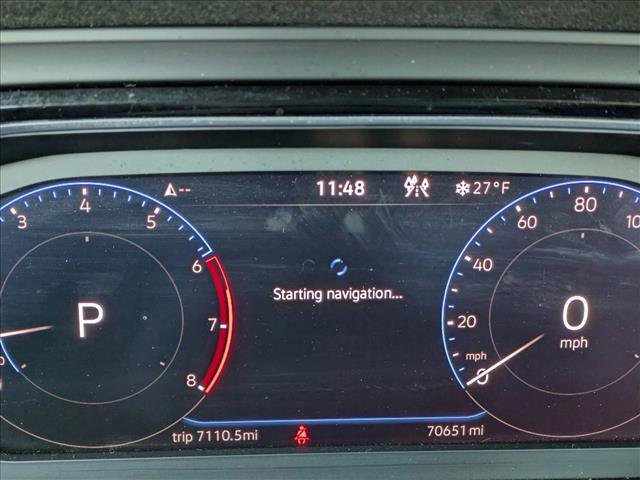 -- 11:48 27°F
3 4 5 6 7 8
P
Starting navigation...
20 40 60 80
mph
0
0
mph
trip 7110.5mi 70651 mi